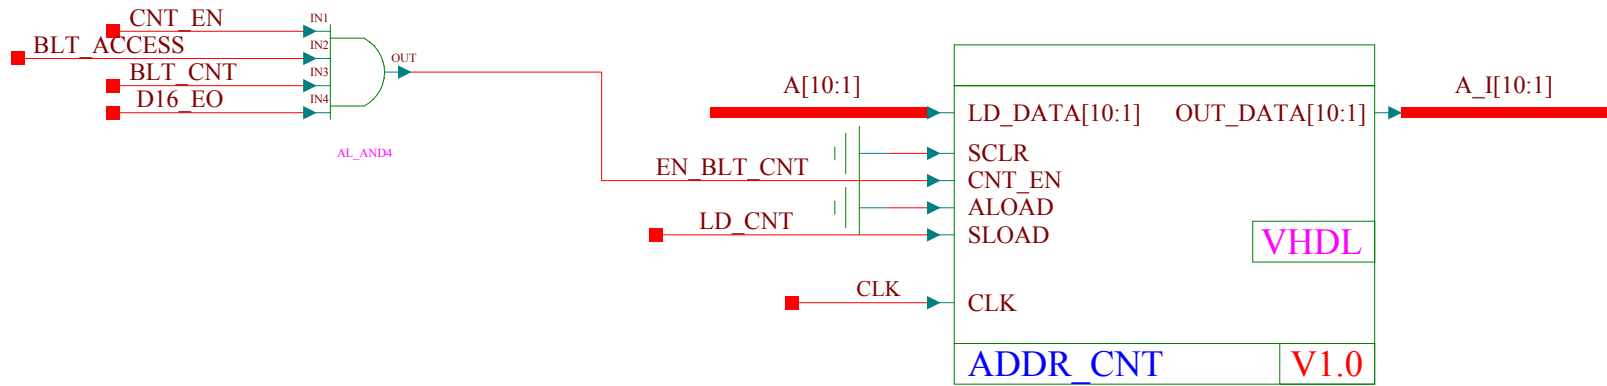 CNT_EN
IN1
BLT_ACCESS
IN2
OUT
BLT_CNT
IN3
D16_EO
IN4
AL_AND4
A[10:1]
A_I[10:1]
LD_DATA[10:1] OUT_DATA[10:1]
SCLR
EN_BLT_CNT
CNT_EN
ALOAD
LD_CNT
SLOAD
VHDL
CLK
CLK
ADDR_CNT
V1.0